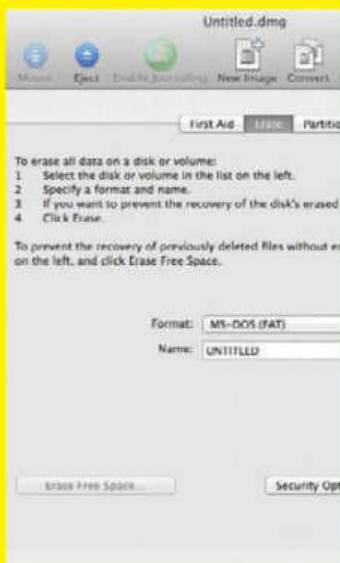 Untitled.dmg
Mount Eject Enable Journaling New Image Convert
First Aid Erase Partitio
To erase all data on a disk or volume:
1 Select the disk or volume in the list on the left.
2 Specify a format and name.
3 If you want to prevent the recovery of the disk's erased
4 Click Erase.
To prevent the recovery of previously deleted files without er
on the left, and click Erase Free Space.
Format: MS-DOS (FAT)
Name: UNTITLED
Erase Free Space... Security Opt